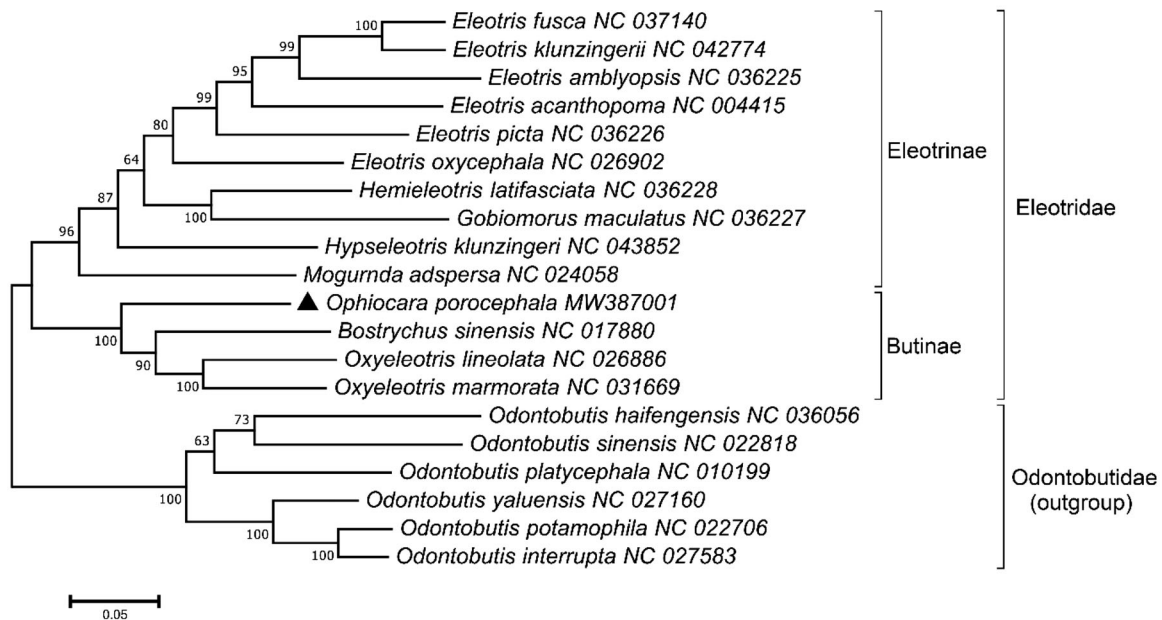 Eleotris fusca NC 037140
100
Eleotris klunzingerii NC 042774
99
Eleotris amblyopsis NC 036225
95
Eleotris acanthopoma NC 004415
99
Eleotris picta NC 036226
80
Eleotris oxycephala NC 026902
64
Hemieleotris latifasciata NC 036228
100
Gobiomorus maculatus NC 036227
87
Hypseleotris klunzingeri NC 043852
96
Mogurnda adspersa NC 024058
Ophiocara porocephala MW387001
100
Bostrychus sinensis NC 017880
90
Oxyeleotris lineolata NC 026886
100
Oxyeleotris marmorata NC 031669
Odontobutis haifengensis NC 036056
73
Odontobutis sinensis NC 022818
63
Odontobutis platycephala NC 010199
100
Odontobutis yaluensis NC 027160
100
Odontobutis potamophila NC 022706
100
Odontobutis interrupta NC 027583
Eleotrinae
Butinae
Eleotridae
Odontobutidae
(outgroup)
0.05